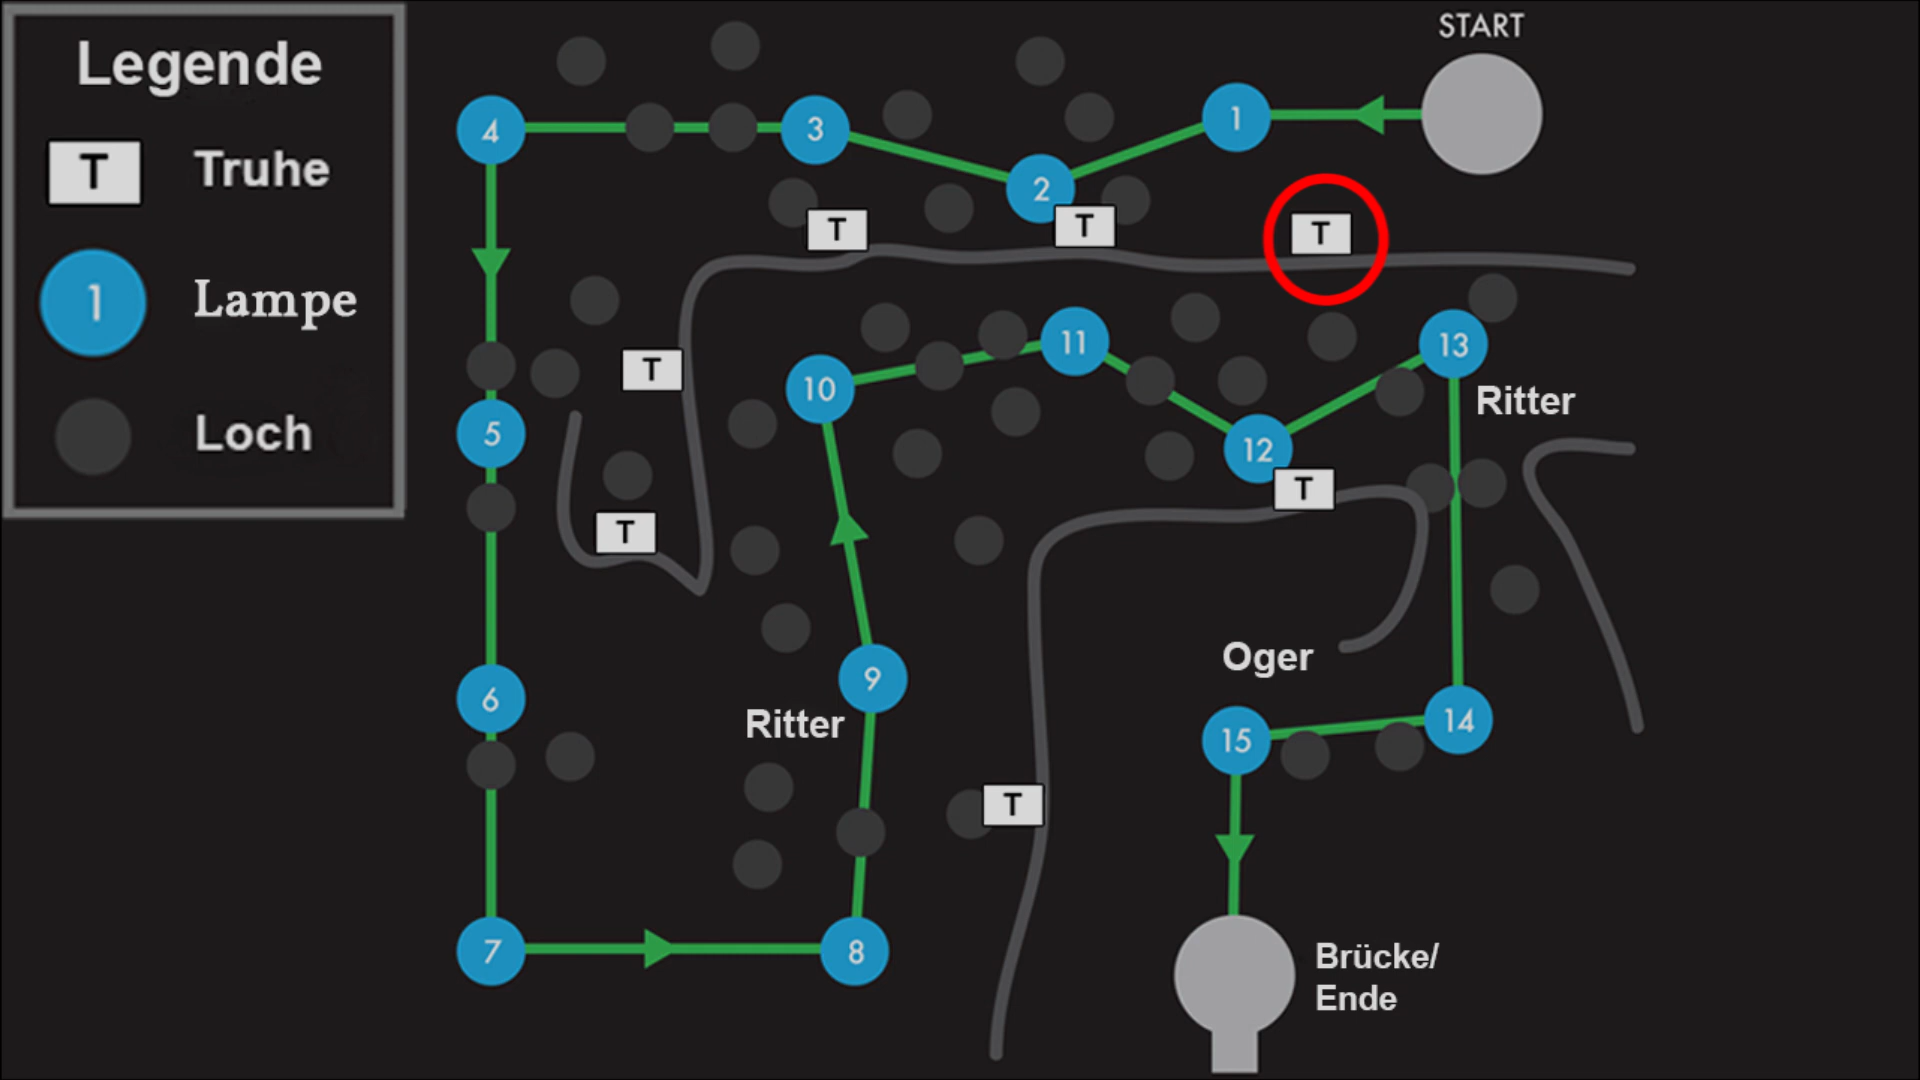 Legende
T Truhe
1 Lampe
Loch
START
4
3
1
2
T
T
T
11
13
T
10
Ritter
5
12
T
T
Oger
9
6
Ritter
14
15
T
7
8
Brücke/
Ende